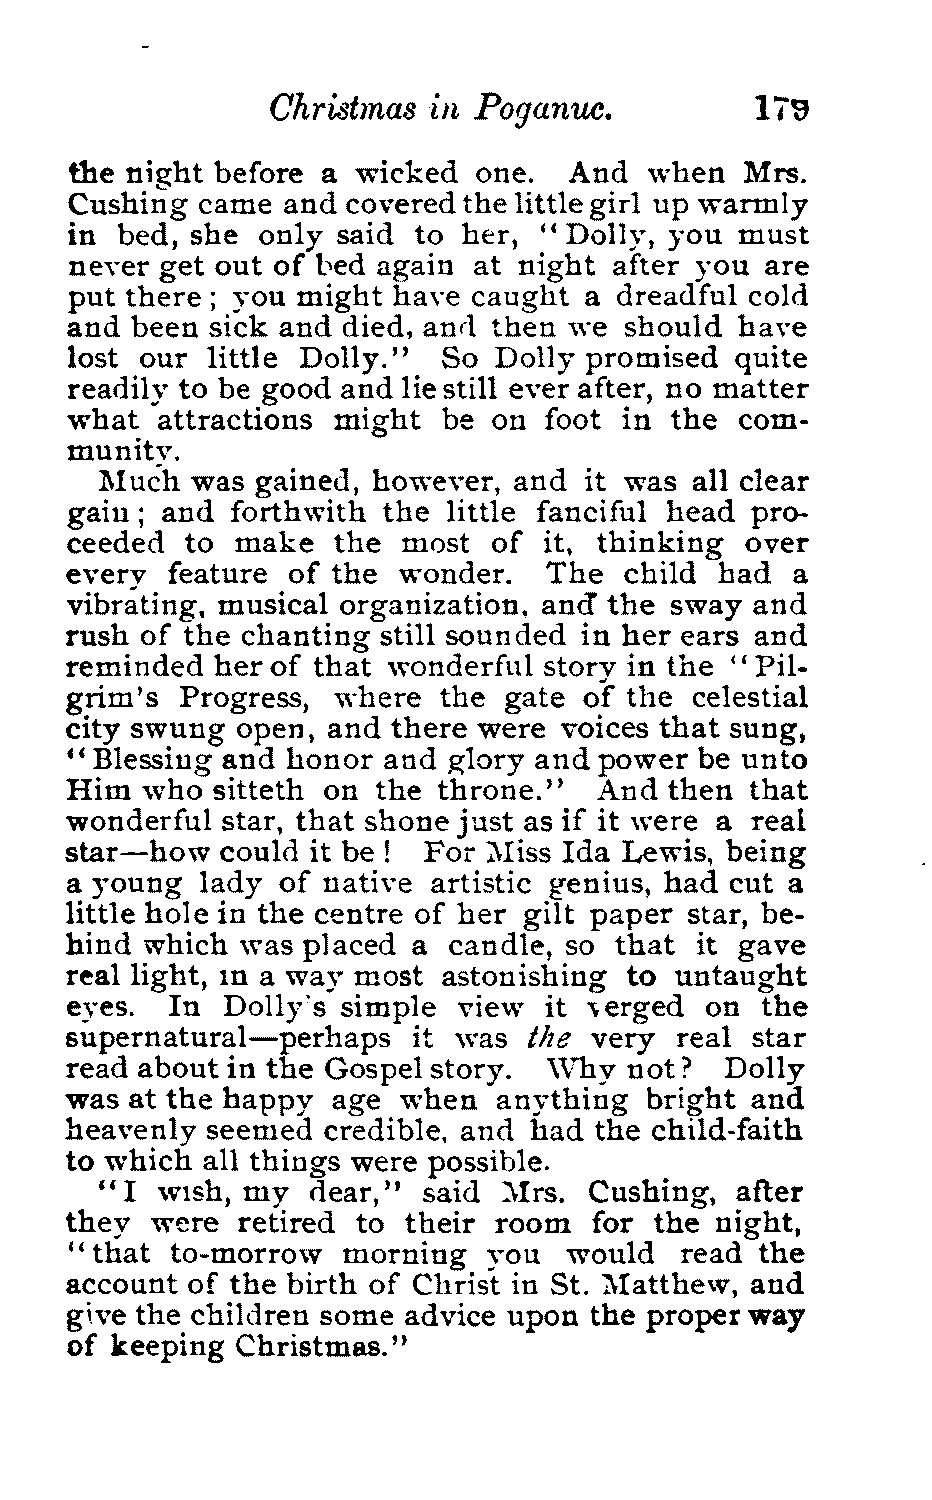 Christmas in Poganuc. 179
the night before a wicked one. And when Mrs.
Cushing came and covered the little girl up warmly
in bed, she only said to her, "Dolly, you must
never get out of bed again at night after you are
put there; you might have caught a dreadful cold
and been sick and died, and then we should have
lost our little Dolly." So Dolly promised quite
readily to be good and lie still ever after, no matter
what attractions might be on foot in the com-
munity.
Much was gained, however, and it was all clear
gain; and forthwith the little fanciful head pro-
ceeded to make the most of it, thinking over
every feature of the wonder. The child had a
vibrating, musical organization, and the sway and
rush of the chanting still sounded in her ears and
reminded her of that wonderful story in the "Pil-
grim's Progress, where the gate of the celestial
city swung open, and there were voices that sung,
"Blessing and honor and glory and power be unto
Him who sitteth on the throne." And then that
wonderful star, that shone just as if it were a real
star—how could it be! For Miss Ida Lewis, being
a young lady of native artistic genius, had cut a
little hole in the centre of her gilt paper star, be-
hind which was placed a candle, so that it gave
real light, in a way most astonishing to untaught
eyes. In Dolly's simple view it verged on the
supernatural—perhaps it was the very real star
read about in the Gospel story. Why not? Dolly
was at the happy age when anything bright and
heavenly seemed credible, and had the child-faith
to which all things were possible.
"I wish, my dear," said Mrs. Cushing, after
they were retired to their room for the night,
"that to-morrow morning you would read the
account of the birth of Christ in St. Matthew, and
give the children some advice upon the proper way
of keeping Christmas."